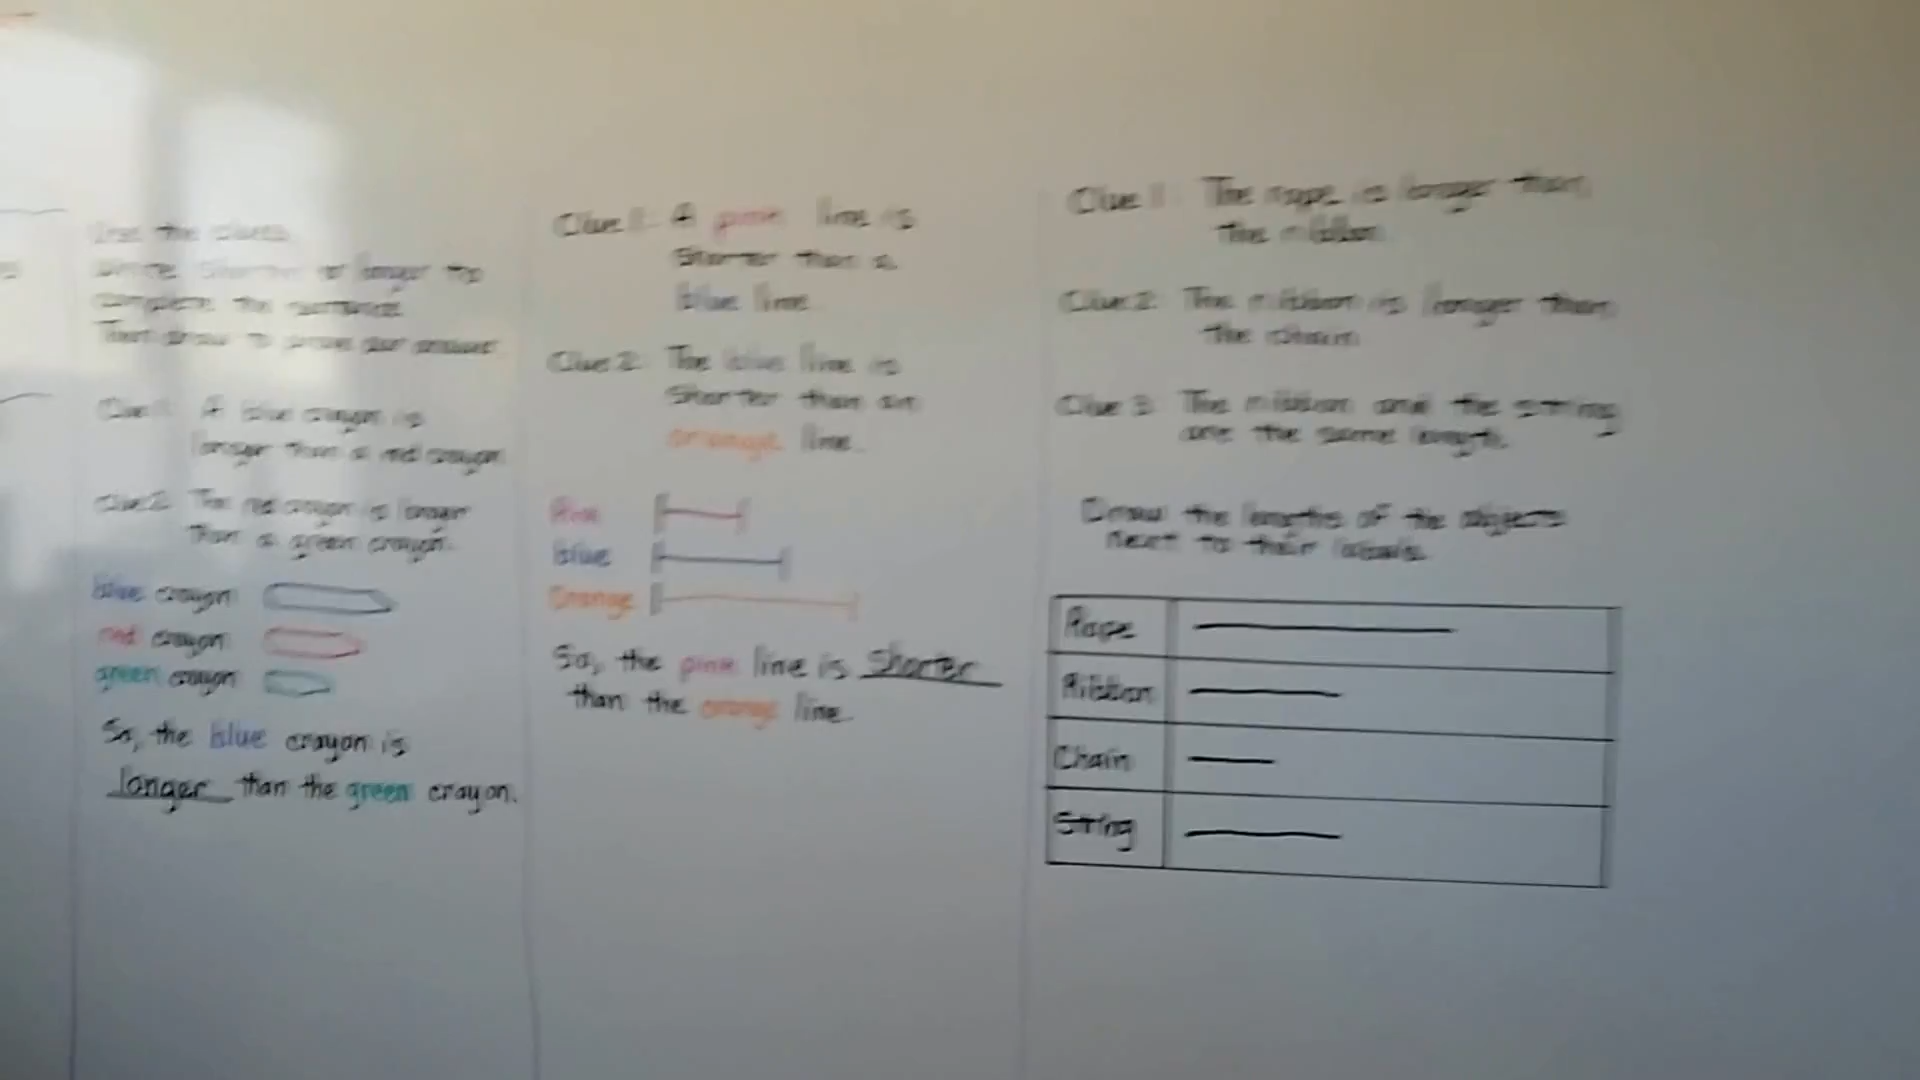 Use the clues.
Write shorter or longer to
complete the sentence.
Then draw to prove our answer.
Clue 1: A blue crayon is
longer than a red crayon.
Clue 2: The red crayon is longer
than a green crayon.
blue crayon
red crayon
green crayon
So, the blue crayon is
longer than the green crayon.
Clue 1: A pink line is
shorter than a
blue line.
Clue 2: The blue line is
shorter than an
orange line.
Pink
blue
Orange
So, the pink line is shorter
than the orange line.
Clue 1: The rope is longer than
the ribbon.
Clue 2: The ribbon is longer than
the chain.
Clue 3: The ribbon and the string
are the same length.
Draw the lengths of the objects
next to their labels.
Rope
Ribbon
Chain
String